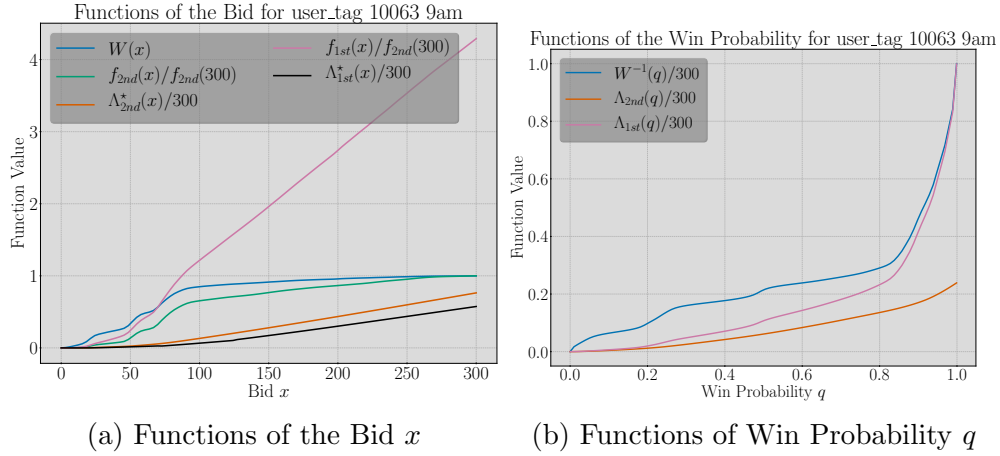 Functions of the Bid for user_tag 10063 9am
W(x)
f_{2nd}(x)/f_{2nd}(300)
Λ^⋆_{2nd}(x)/300
f_{1st}(x)/f_{2nd}(300)
Λ^⋆_{1st}(x)/300
Function Value
4
3
2
1
0
0 50 100 150 200 250 300
Bid x
(a) Functions of the Bid x
Functions of the Win Probability for user_tag 10063 9am
W^{-1}(q)/300
Λ_{2nd}(q)/300
Λ_{1st}(q)/300
Function Value
1.0
0.8
0.6
0.4
0.2
0.0
0.0 0.2 0.4 0.6 0.8 1.0
Win Probability q
(b) Functions of Win Probability q